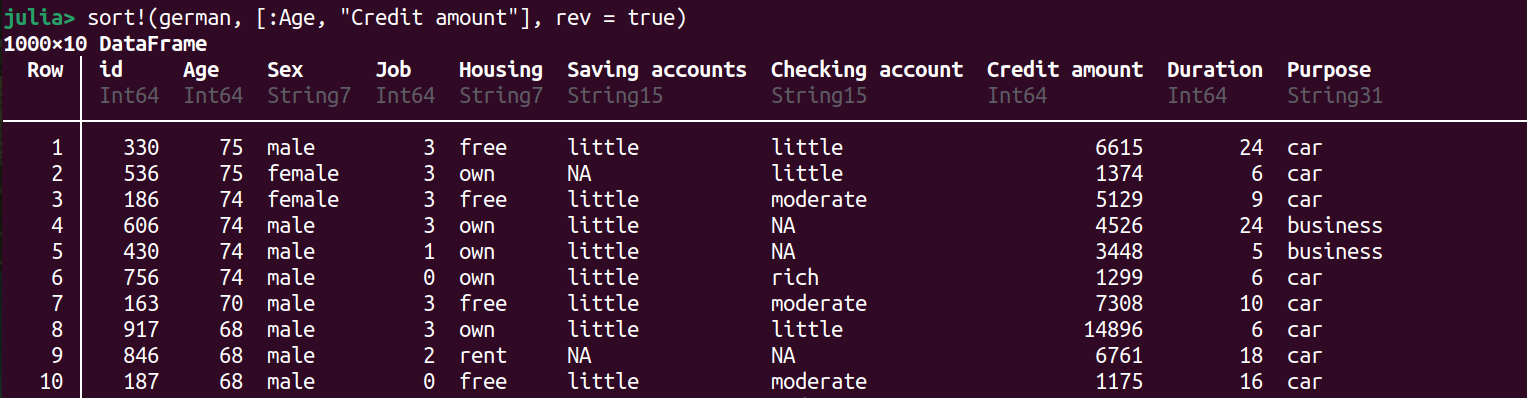 julia> sort!(german, [:Age, "Credit amount"], rev = true)
1000×10 DataFrame
Row id Age Sex Job Housing Saving accounts Checking account Credit amount Duration Purpose
Int64 Int64 String7 Int64 String7 String15 String15 Int64 Int64 String31
1 330 75 male 3 free little little 6615 24 car
2 536 75 female 3 own NA little 1374 6 car
3 186 74 female 3 free little moderate 5129 9 car
4 606 74 male 3 own little NA 4526 24 business
5 430 74 male 1 own little NA 3448 5 business
6 756 74 male 0 own little rich 1299 6 car
7 163 70 male 3 free little moderate 7308 10 car
8 917 68 male 3 own little little 14896 6 car
9 846 68 male 2 rent NA NA 6761 18 car
10 187 68 male 0 free little moderate 1175 16 car